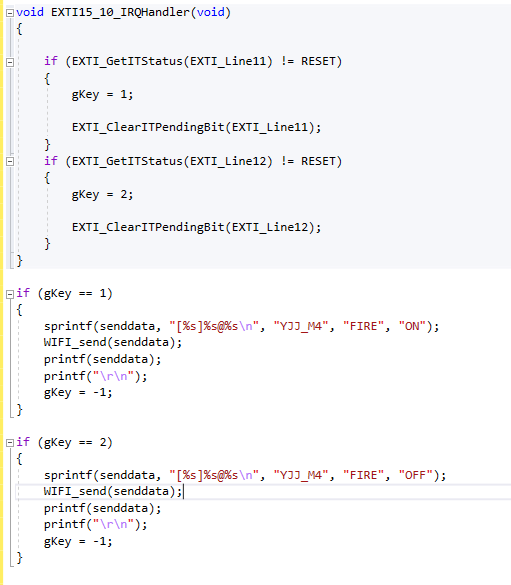 void EXTI15_10_IRQHandler(void)
{
if (EXTI_GetITStatus(EXTI_Line11) != RESET)
{
gKey = 1;
EXTI_ClearITPendingBit(EXTI_Line11);
}
if (EXTI_GetITStatus(EXTI_Line12) != RESET)
{
gKey = 2;
EXTI_ClearITPendingBit(EXTI_Line12);
}
}
if (gKey == 1)
{
sprintf(senddata, "[%s]%s@%s\n", "YJJ_M4", "FIRE", "ON");
WIFI_send(senddata);
printf(senddata);
printf("\r\n");
gKey = -1;
}
if (gKey == 2)
{
sprintf(senddata, "[%s]%s@%s\n", "YJJ_M4", "FIRE", "OFF");
WIFI_send(senddata);
printf(senddata);
printf("\r\n");
gKey = -1;
}